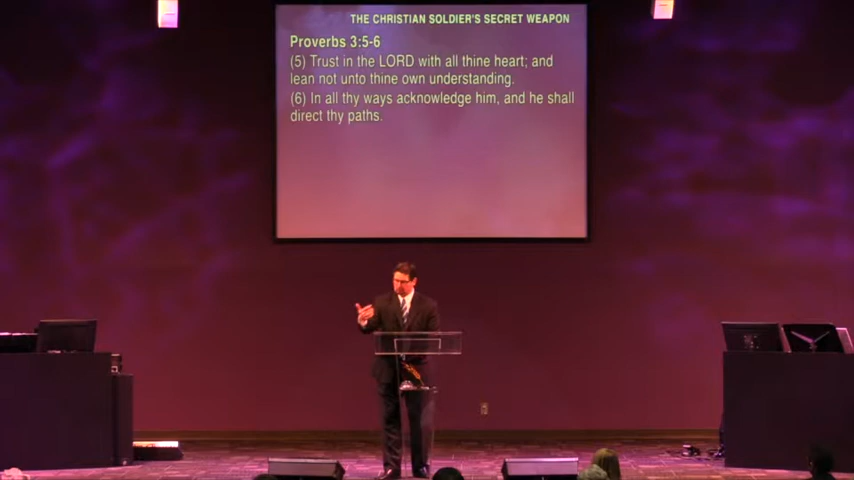 THE CHRISTIAN SOLDIER'S SECRET WEAPON
Proverbs 3:5-6
(5) Trust in the LORD with all thine heart; and
lean not unto thine own understanding.
(6) In all thy ways acknowledge him, and he shall
direct thy paths.